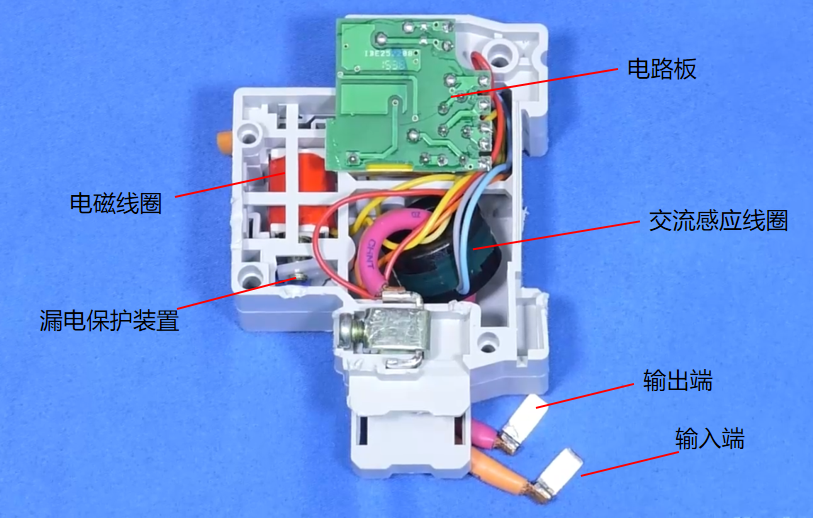 电路板
电磁线圈
交流感应线圈
漏电保护装置
输出端
输入端
CHNT